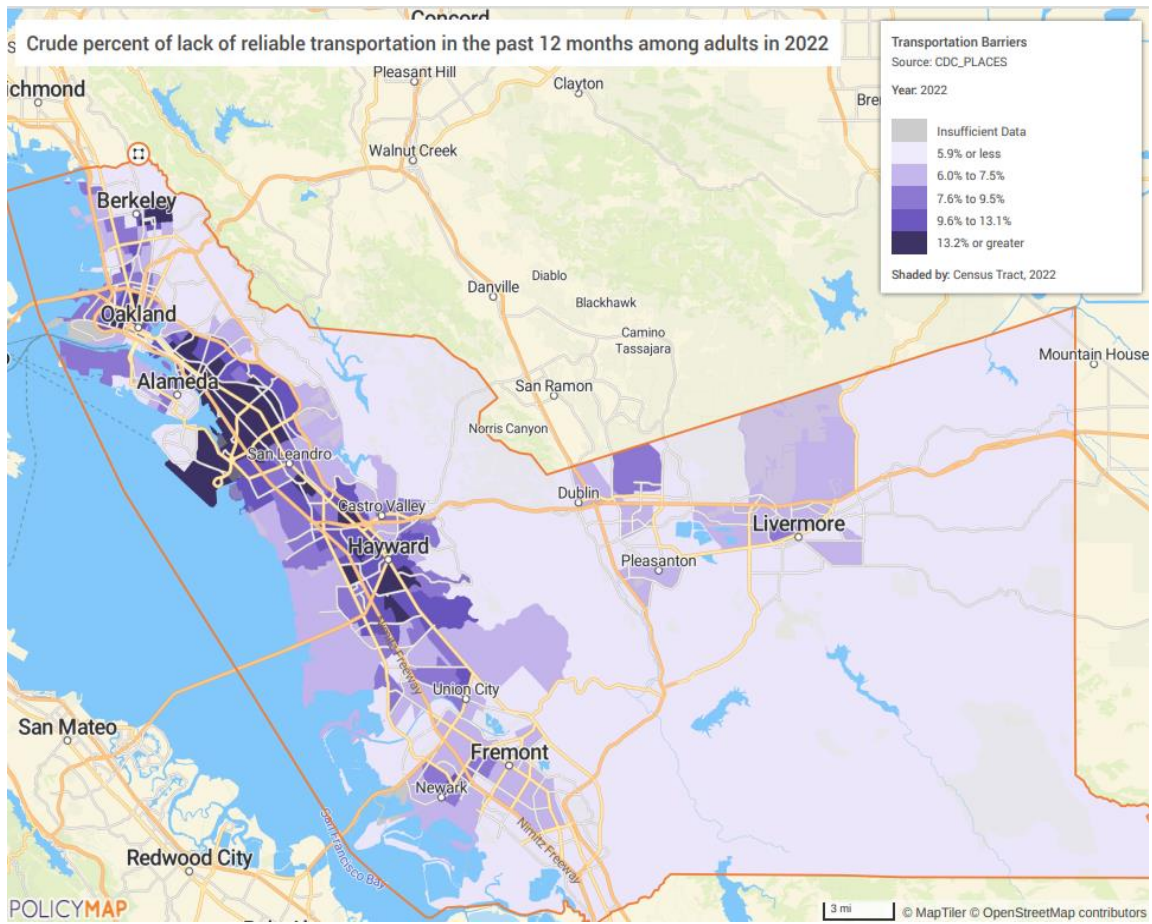 Concord
Crude percent of lack of reliable transportation in the past 12 months among adults in 2022
Transportation Barriers
Source: CDC_PLACES
Year: 2022
Insufficient Data
5.9% or less
6.0% to 7.5%
7.6% to 9.5%
9.6% to 13.1%
13.2% or greater
Shaded by: Census Tract, 2022
Pleasant Hill
ichmond
Clayton
Bre
Walnut Creek
Berkeley
Diablo
Danville
Blackhawk
Oakland
Camino
Tassajara
Mountain House
Alameda
San Ramon
Norris Canyon
San Leandro
Dublin
Castro Valley
Livermore
Hayward
Pleasanton
Nimitz Freeway
Union City
San Mateo
Fremont
Newark
San Francisco Bay
Nimitz Freeway
Redwood City
POLICYMAP
3 mi
© MapTiler © OpenStreetMap contributors